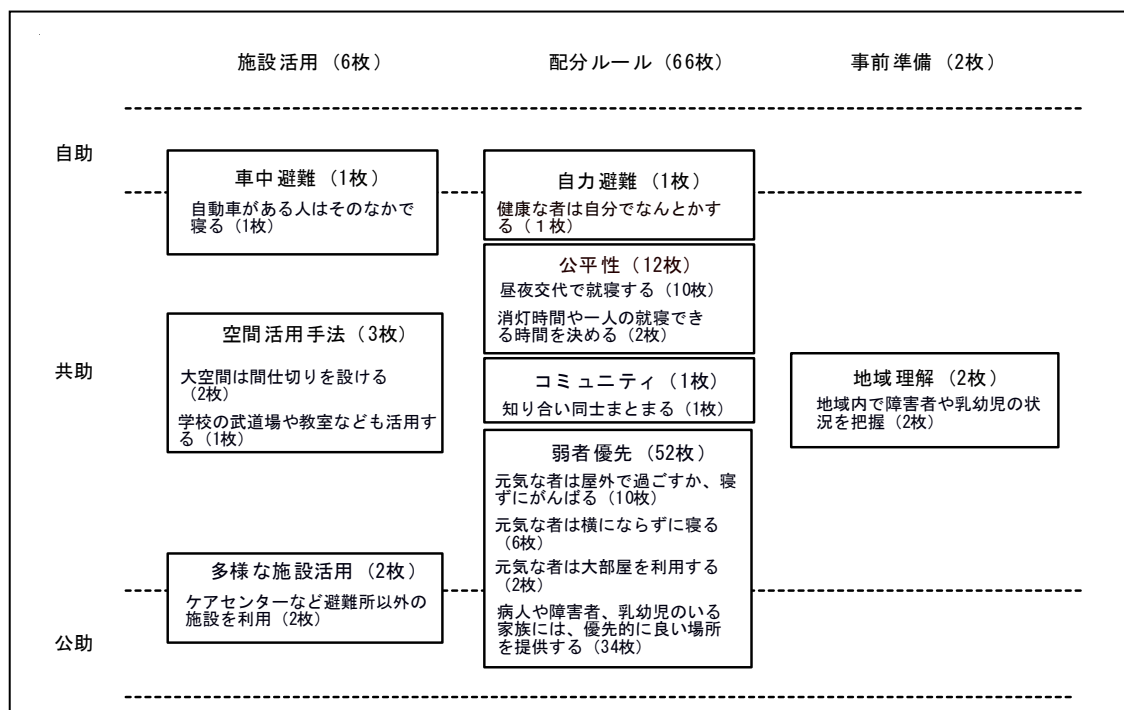 施設活用（6枚）
配分ルール（66枚）
事前準備（2枚）
自助
車中避難（1枚）
自動車がある人はそのなかで
寝る（1枚）
自力避難（1枚）
健康な者は自分でなんとかす
る（１枚）
公平性（12枚）
昼夜交代で就寝する（10枚）
消灯時間や一人の就寝でき
る時間を決める（2枚）
共助
空間活用手法（3枚）
大空間は間仕切りを設ける
（2枚）
学校の武道場や教室なども活用す
る（1枚）
コミュニティ（1枚）
知り合い同士まとまる（1枚）
地域理解（2枚）
地域内で障害者や乳幼児の状
況を把握（2枚）
弱者優先（52枚）
元気な者は屋外で過ごすか、寝
ずにがんばる（10枚）
元気な者は横にならずに寝る
（6枚）
元気な者は大部屋を利用する
（2枚）
病人や障害者、乳幼児のいる
家族には、優先的に良い場所
を提供する（34枚）
多様な施設活用（2枚）
ケアセンターなど避難所以外の
施設を利用（2枚）
公助